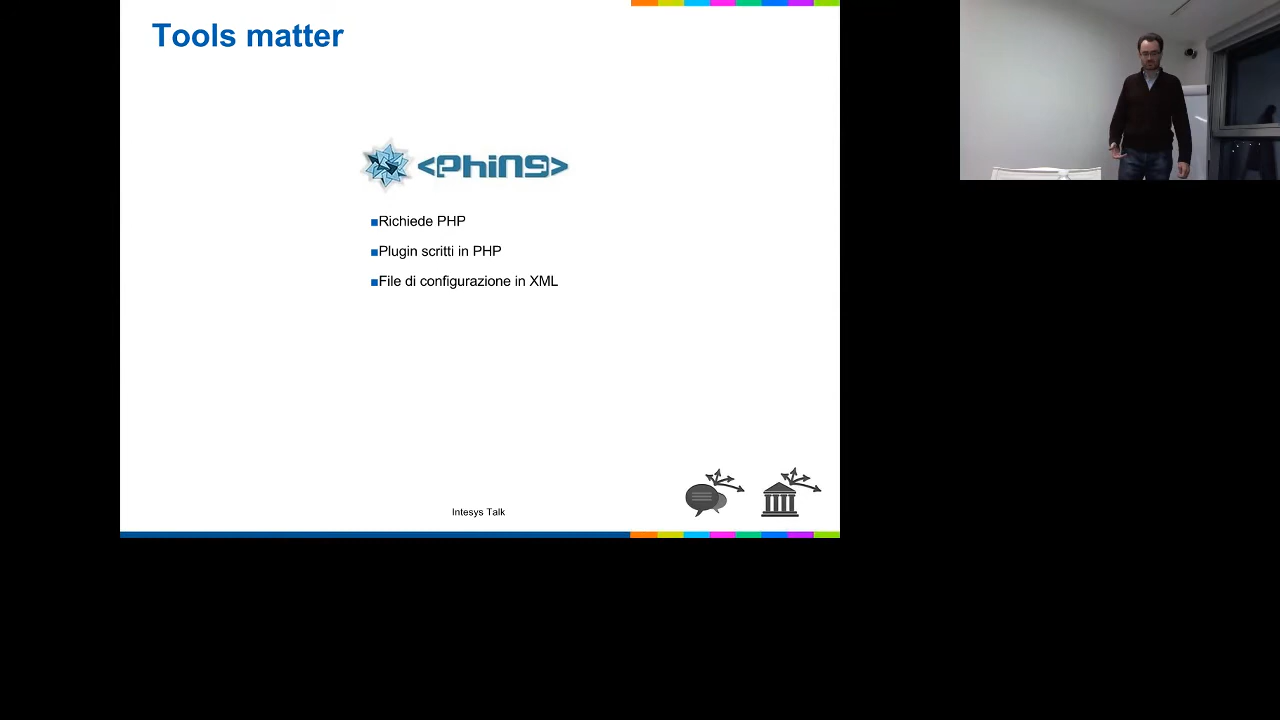 Tools matter
<phing>
Richiede PHP
Plugin scritti in PHP
File di configurazione in XML
Intesys Talk